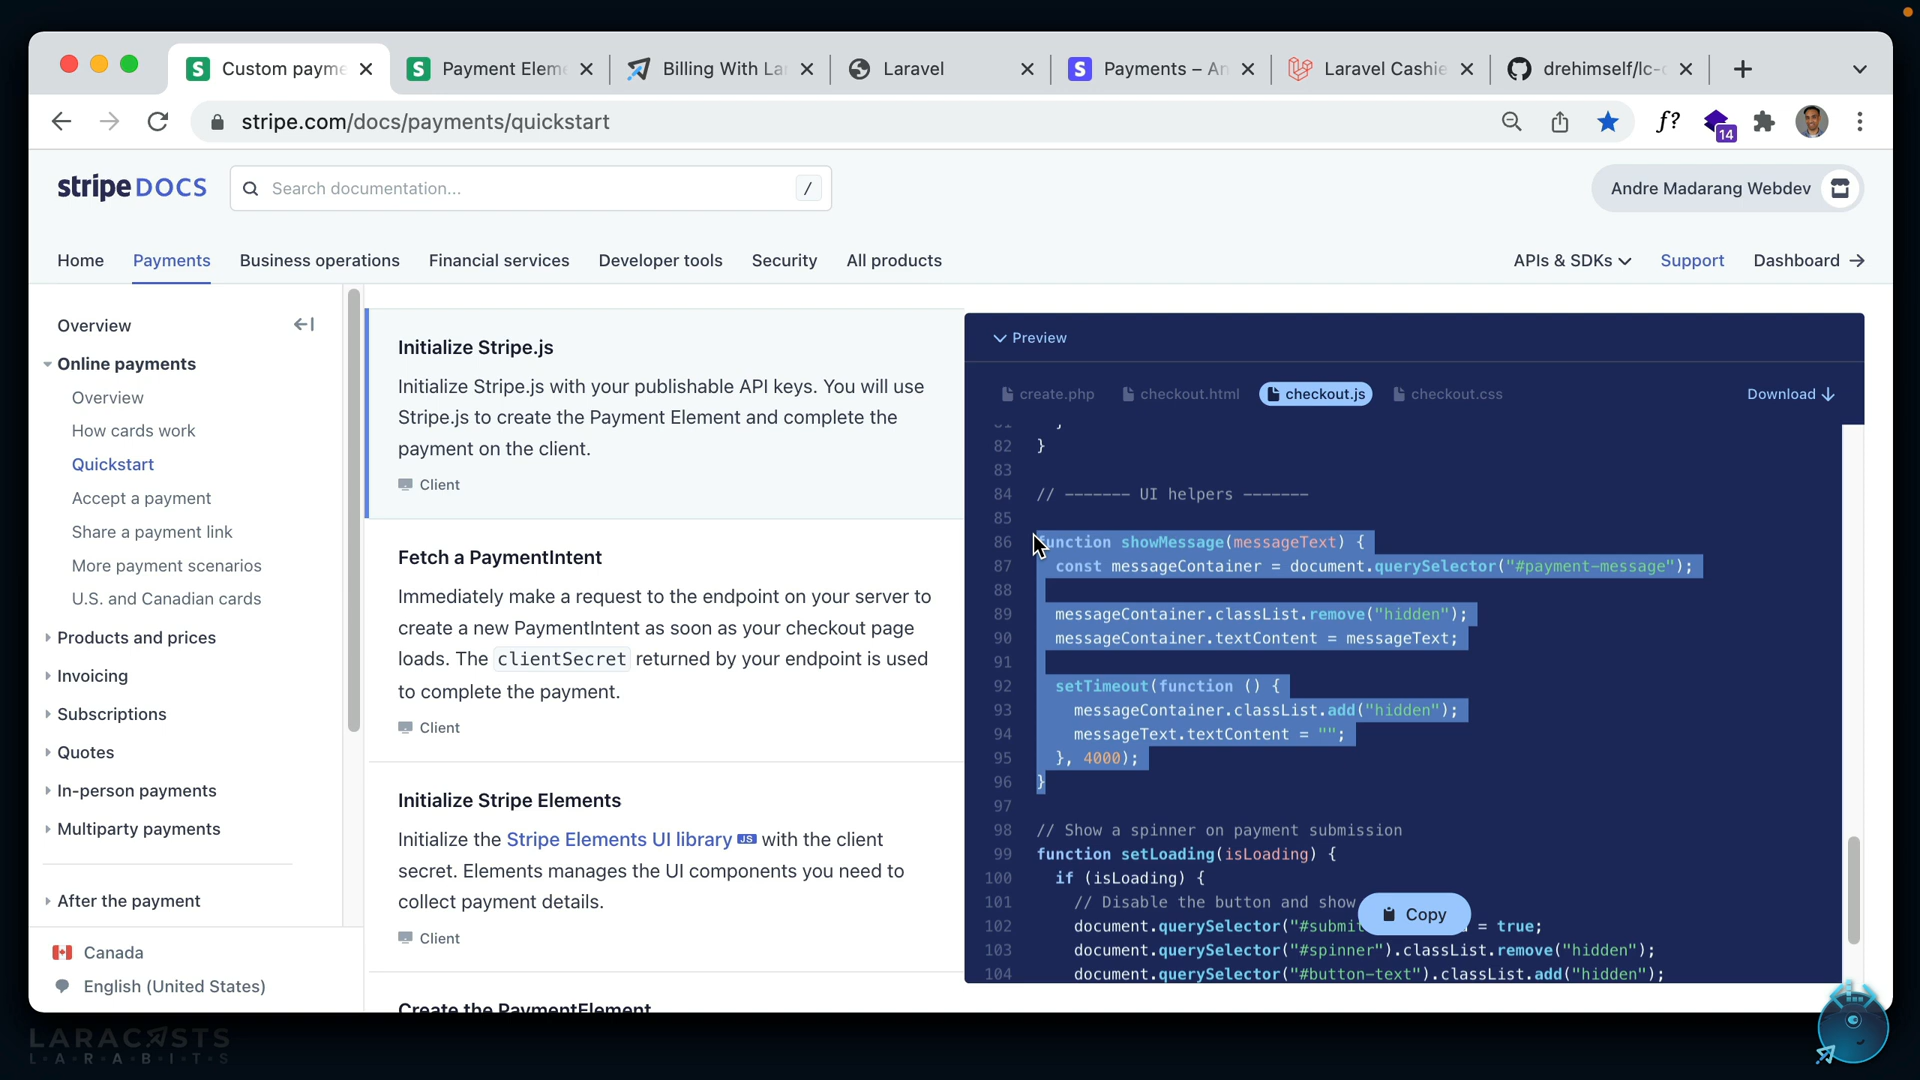 Custom payme
Payment Eleme
Billing With La
Laravel
Payments – An
Laravel Cashie
drehimself/lc-
stripe.com/docs/payments/quickstart
f?
14
stripe DOCS
Search documentation...
/
Andre Madarang Webdev
Home
Payments
Business operations
Financial services
Developer tools
Security
All products
APIs & SDKs
Support
Dashboard →
Overview
Online payments
Overview
How cards work
Quickstart
Accept a payment
Share a payment link
More payment scenarios
U.S. and Canadian cards
Products and prices
Invoicing
Subscriptions
Quotes
In-person payments
Multiparty payments
After the payment
Canada
English (United States)
Initialize Stripe.js
Initialize Stripe.js with your publishable API keys. You will use
Stripe.js to create the Payment Element and complete the
payment on the client.
Client
Fetch a PaymentIntent
Immediately make a request to the endpoint on your server to
create a new PaymentIntent as soon as your checkout page
loads. The clientSecret returned by your endpoint is used
to complete the payment.
Client
Initialize Stripe Elements
Initialize the Stripe Elements UI library JS with the client
secret. Elements manages the UI components you need to
collect payment details.
Client
Create the PaymentElement
Preview
create.php
checkout.html
checkout.js
checkout.css
Download
81 }
82 }
83
84 // ------- UI helpers -------
85
86 function showMessage(messageText) {
87 const messageContainer = document.querySelector("#payment-message");
88
89 messageContainer.classList.remove("hidden");
90 messageContainer.textContent = messageText;
91
92 setTimeout(function () {
93 messageContainer.classList.add("hidden");
94 messageText.textContent = "";
95 }, 4000);
96 }
97
98 // Show a spinner on payment submission
99 function setLoading(isLoading) {
100 if (isLoading) {
101 // Disable the button and show
102 document.querySelector("#submit = true;
103 document.querySelector("#spinner").classList.remove("hidden");
104 document.querySelector("#button-text").classList.add("hidden");
Copy
LARACASTS
LARABITS